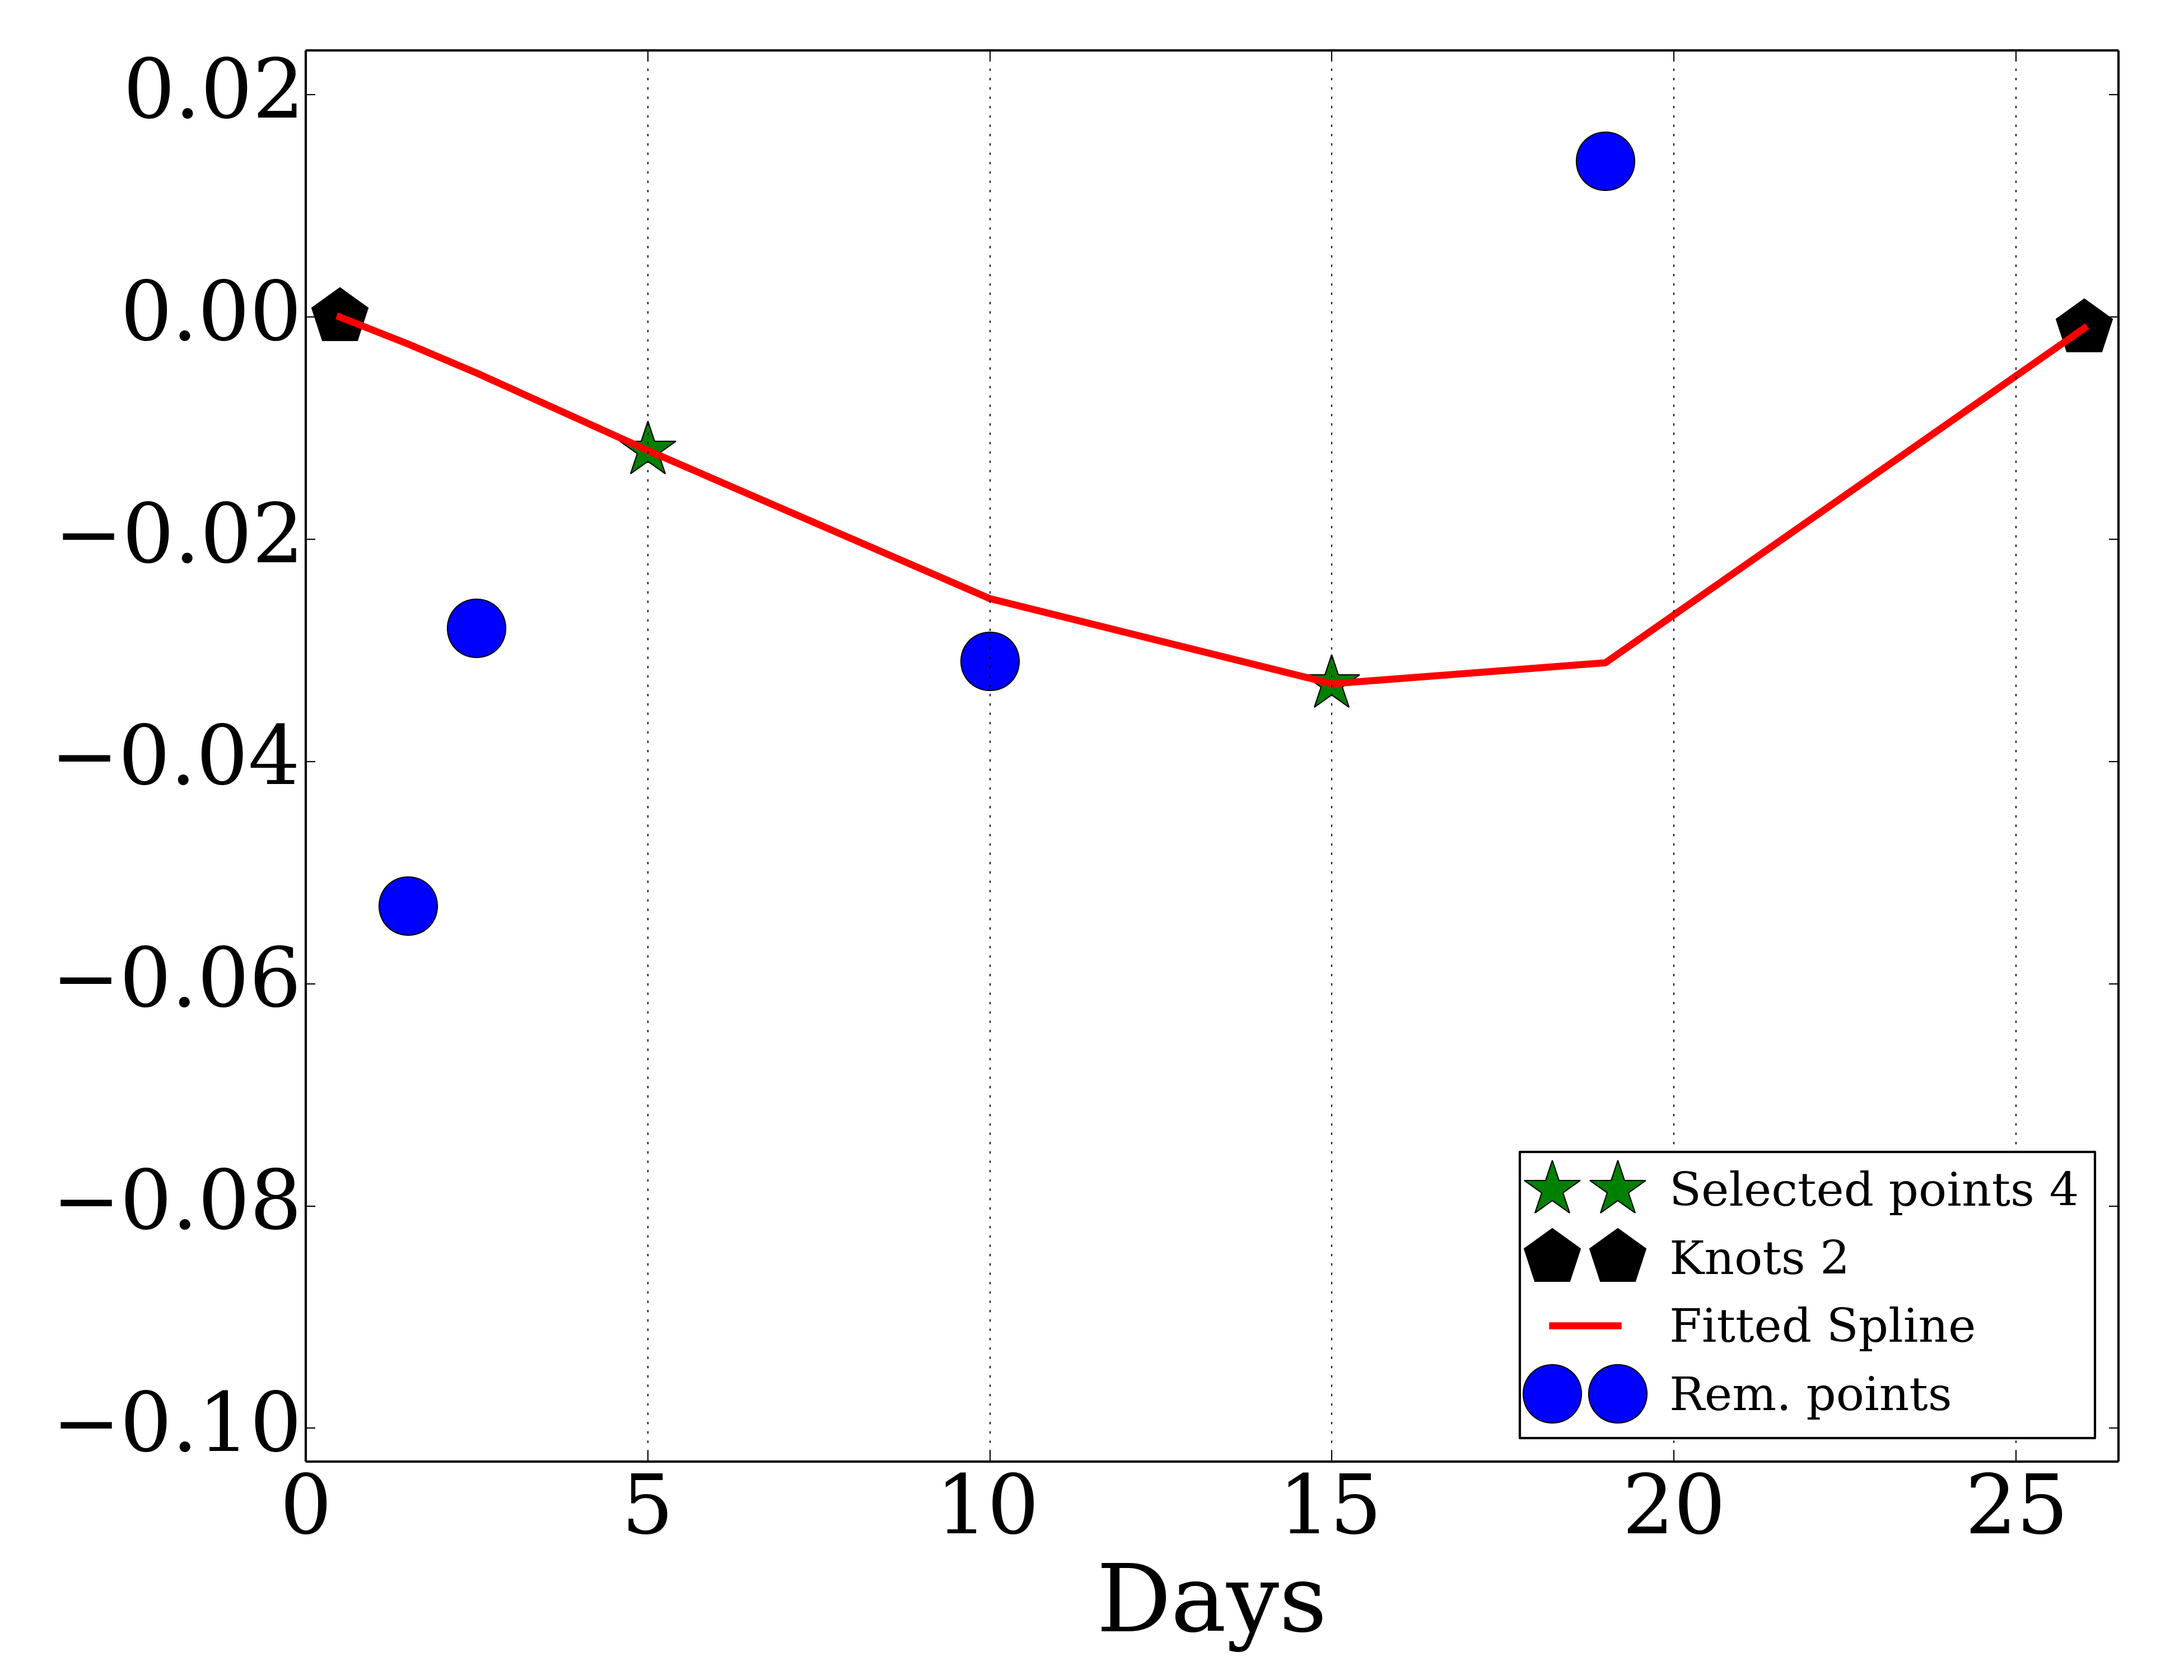 0.02
0.00
−0.02
−0.04
−0.06
−0.08
−0.10
0 5 10 15 20 25
Days
Selected points 4
Knots 2
Fitted Spline
Rem. points